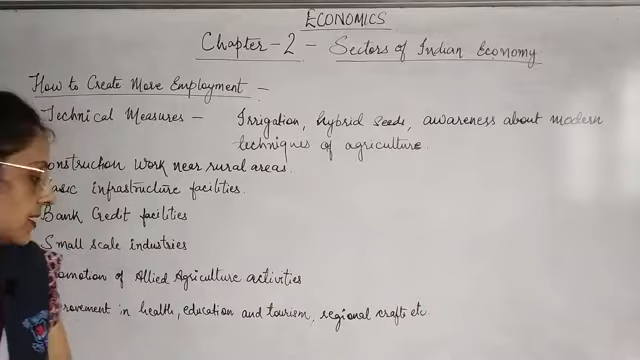 ECONOMICS
Chapter-2 - Sectors of Indian Economy
How to Create More Employment -
Technical Measures - Irrigation, hybrid seeds, awareness about modern
techniques of agriculture.
onstruction Work near rural areas.
asic infrastructure facilities.
Bank Credit facilities
Small scale industries
omotion of Allied Agriculture activities
rovement in health, education and tourism, regional crafts etc.